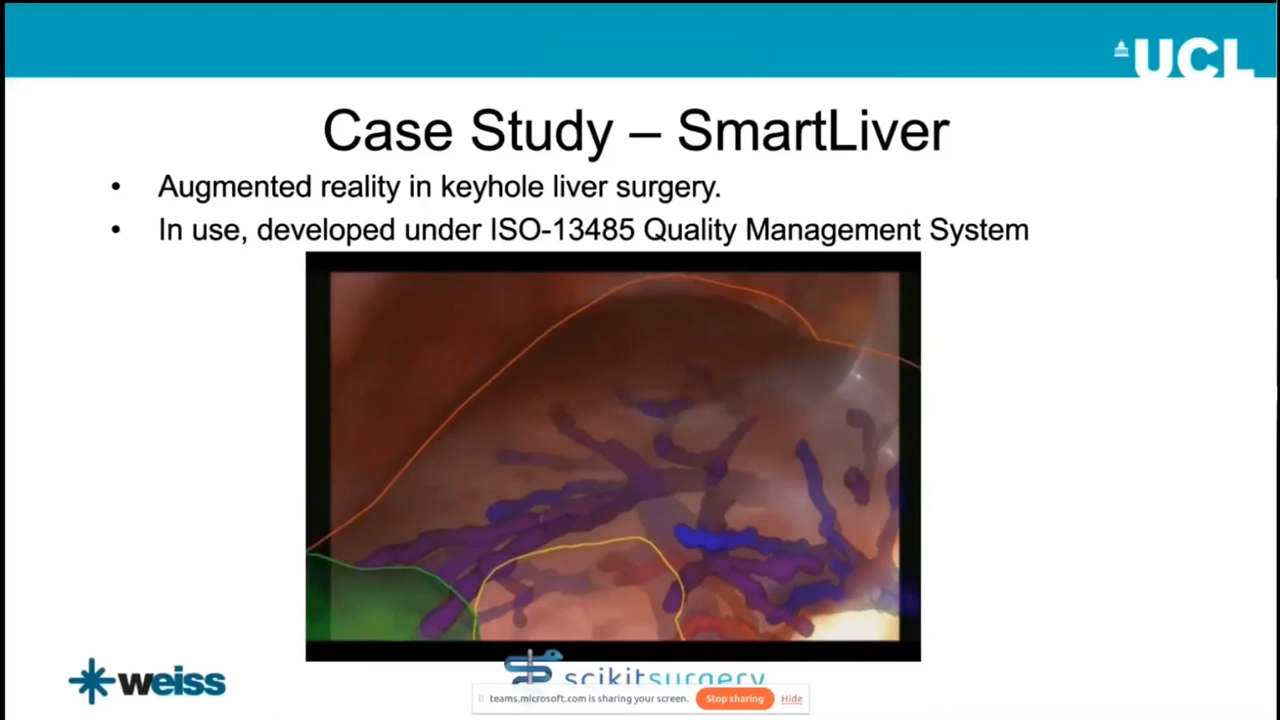 UCL
Case Study – SmartLiver
• Augmented reality in keyhole liver surgery.
• In use, developed under ISO-13485 Quality Management System
weiss
scikitsurgery
teams.microsoft.com is sharing your screen. Stop sharing Hide